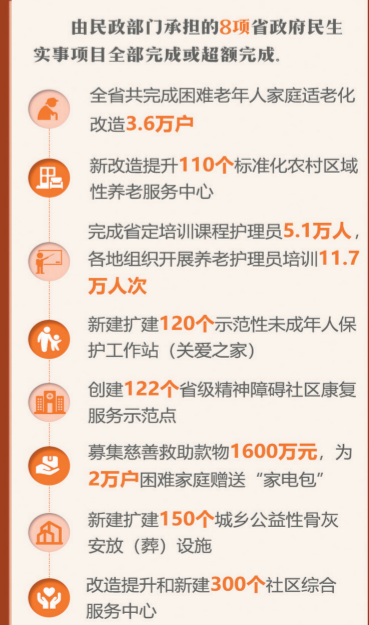 由民政部门承担的8项省政府民生
实事项目全部完成或超额完成。
全省共完成困难老年人家庭适老化
改造3.6万户
新改造提升110个标准化农村区域
性养老服务中心
完成省定培训课程护理员5.1万人，
各地组织开展养老护理员培训11.7
万人次
新建扩建120个示范性未成年人保
护工作站（关爱之家）
创建122个省级精神障碍社区康复
服务示范点
募集慈善救助款物1600万元，为
2万户困难家庭赠送“家电包”
新建扩建150个城乡公益性骨灰
安放（葬）设施
改造提升和新建300个社区综合
服务中心